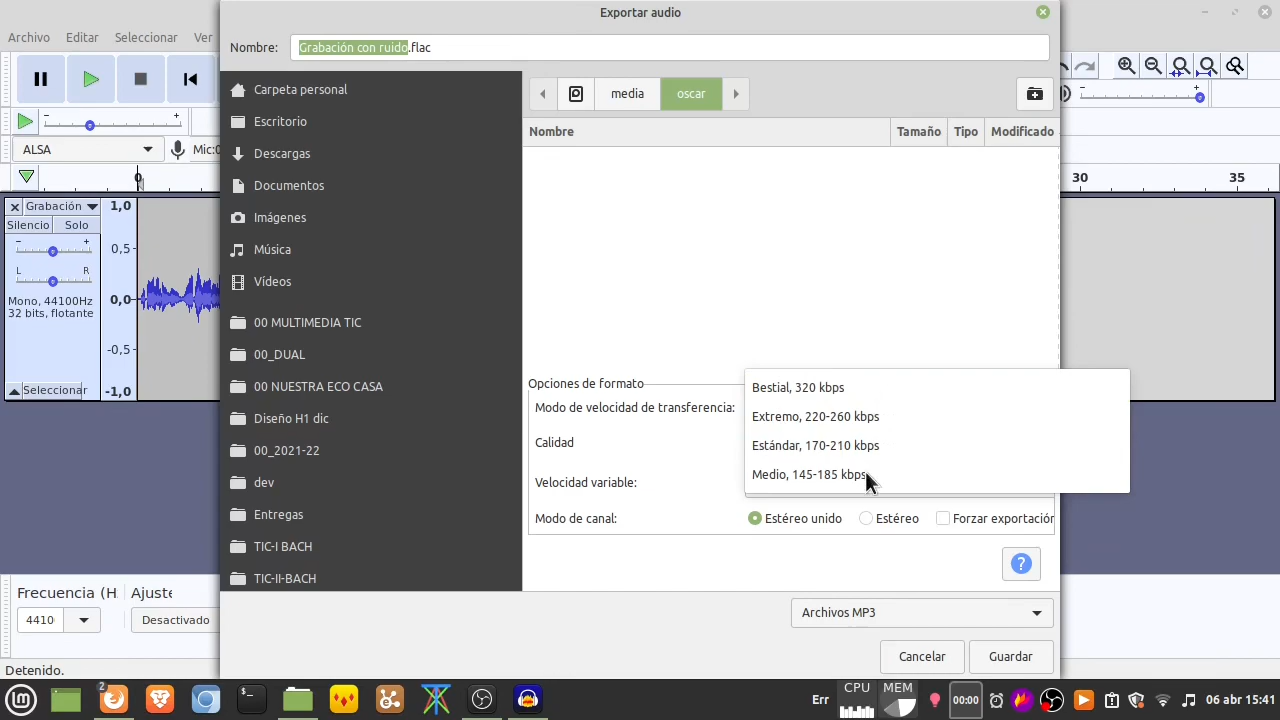 Exportar audio
Archivo Editar Seleccionar Ver
Nombre: Grabación con ruido.flac
Carpeta personal
Escritorio
Descargas
Documentos
Imágenes
Música
Vídeos
00 MULTIMEDIA TIC
00_DUAL
00 NUESTRA ECO CASA
Diseño H1 dic
00_2021-22
dev
Entregas
TIC-I BACH
TIC-II-BACH
media oscar
Nombre Tamaño Tipo Modificado
Opciones de formato
Modo de velocidad de transferencia:
Calidad
Velocidad variable:
Modo de canal: Estéreo unido Estéreo Forzar exportación
Bestial, 320 kbps
Extremo, 220-260 kbps
Estándar, 170-210 kbps
Medio, 145-185 kbps
?
Archivos MP3
Cancelar Guardar
- +
ALSA Mic:0
0 30 35
Grabación 1,0
Silencio Solo
- + 0,5
L R
0,0
Mono, 44100Hz
32 bits, flotante
-0,5
Seleccionar -1,0
Frecuencia (H Ajuste
4410 Desactivado
Detenido.
2 Err CPU MEM 00:00 06 abr 15:41